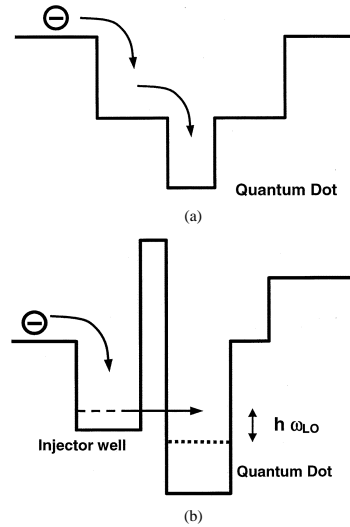 Quantum Dot
(a)
Injector well
h ωLO
Quantum Dot
(b)